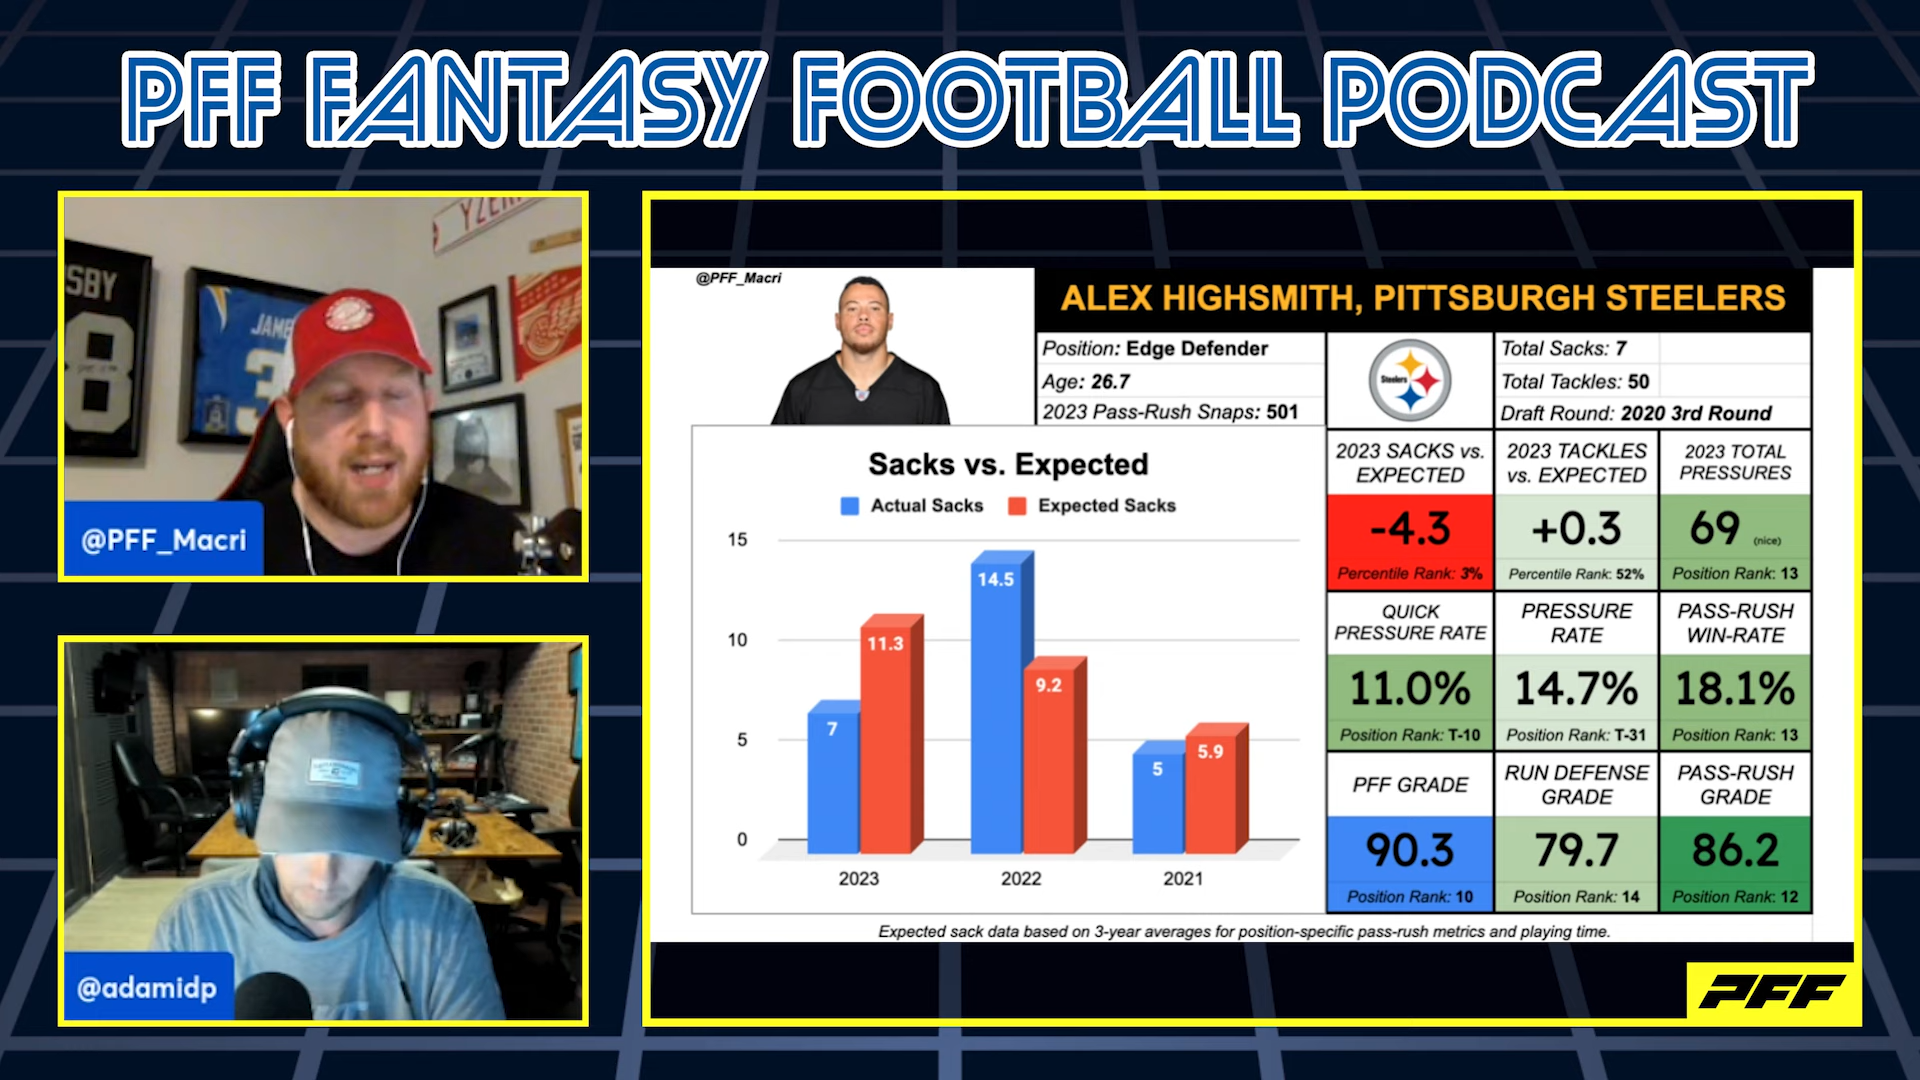 PFF FANTASY FOOTBALL PODCAST
SBY
8
JAME
3
YZER
@PFF_Macri
@adamidp
@PFF_Macri
ALEX HIGHSMITH, PITTSBURGH STEELERS
Position: Edge Defender
Age: 26.7
2023 Pass-Rush Snaps: 501
Steelers
Total Sacks: 7
Total Tackles: 50
Draft Round: 2020 3rd Round
Sacks vs. Expected
Actual Sacks
Expected Sacks
15
10
5
0
7
11.3
14.5
9.2
5
5.9
2023
2022
2021
2023 SACKS vs.
EXPECTED
-4.3
Percentile Rank: 3%
2023 TACKLES
vs. EXPECTED
+0.3
Percentile Rank: 52%
2023 TOTAL
PRESSURES
69 (nice)
Position Rank: 13
QUICK
PRESSURE RATE
11.0%
Position Rank: T-10
PRESSURE
RATE
14.7%
Position Rank: T-31
PASS-RUSH
WIN-RATE
18.1%
Position Rank: 13
PFF GRADE
90.3
Position Rank: 10
RUN DEFENSE
GRADE
79.7
Position Rank: 14
PASS-RUSH
GRADE
86.2
Position Rank: 12
Expected sack data based on 3-year averages for position-specific pass-rush metrics and playing time.
PFF